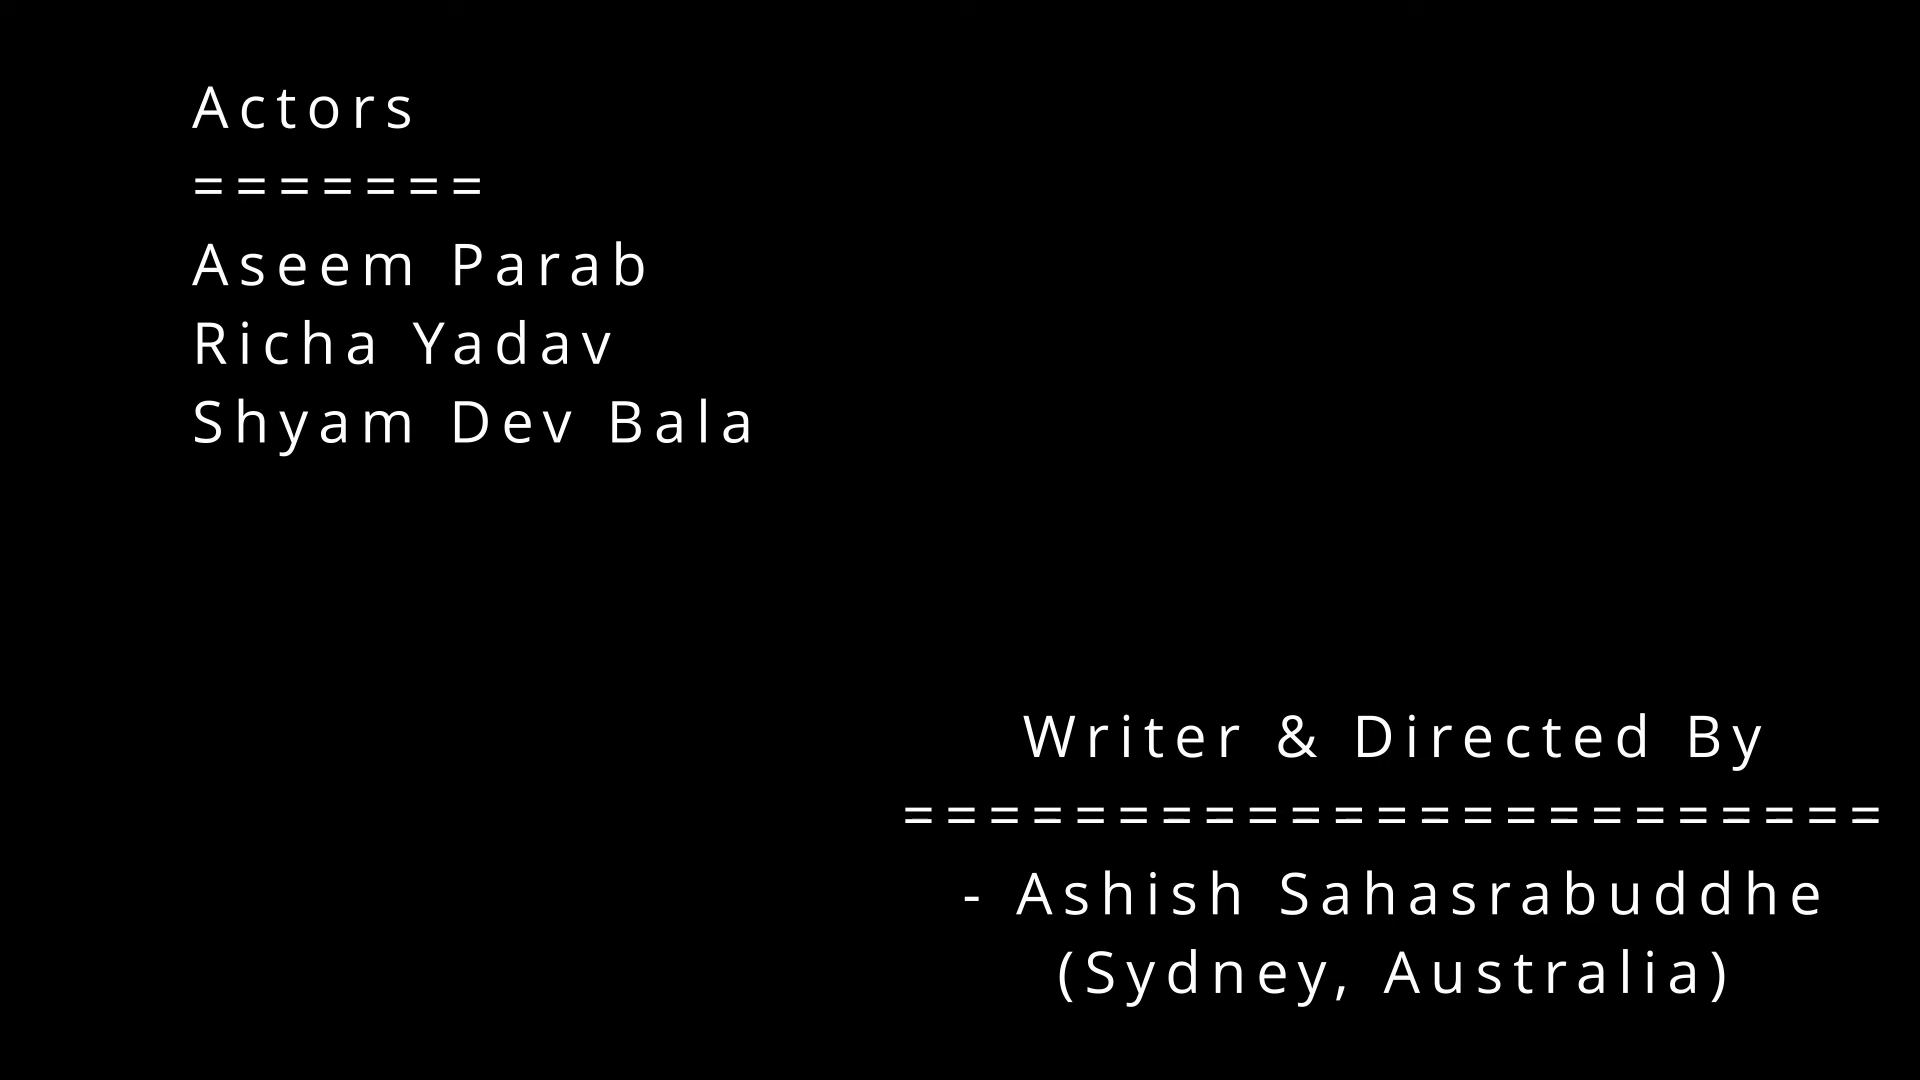 Actors
=======
Aseem Parab
Richa Yadav
Shyam Dev Bala
Writer & Directed By
=======================
- Ashish Sahasrabuddhe
(Sydney, Australia)